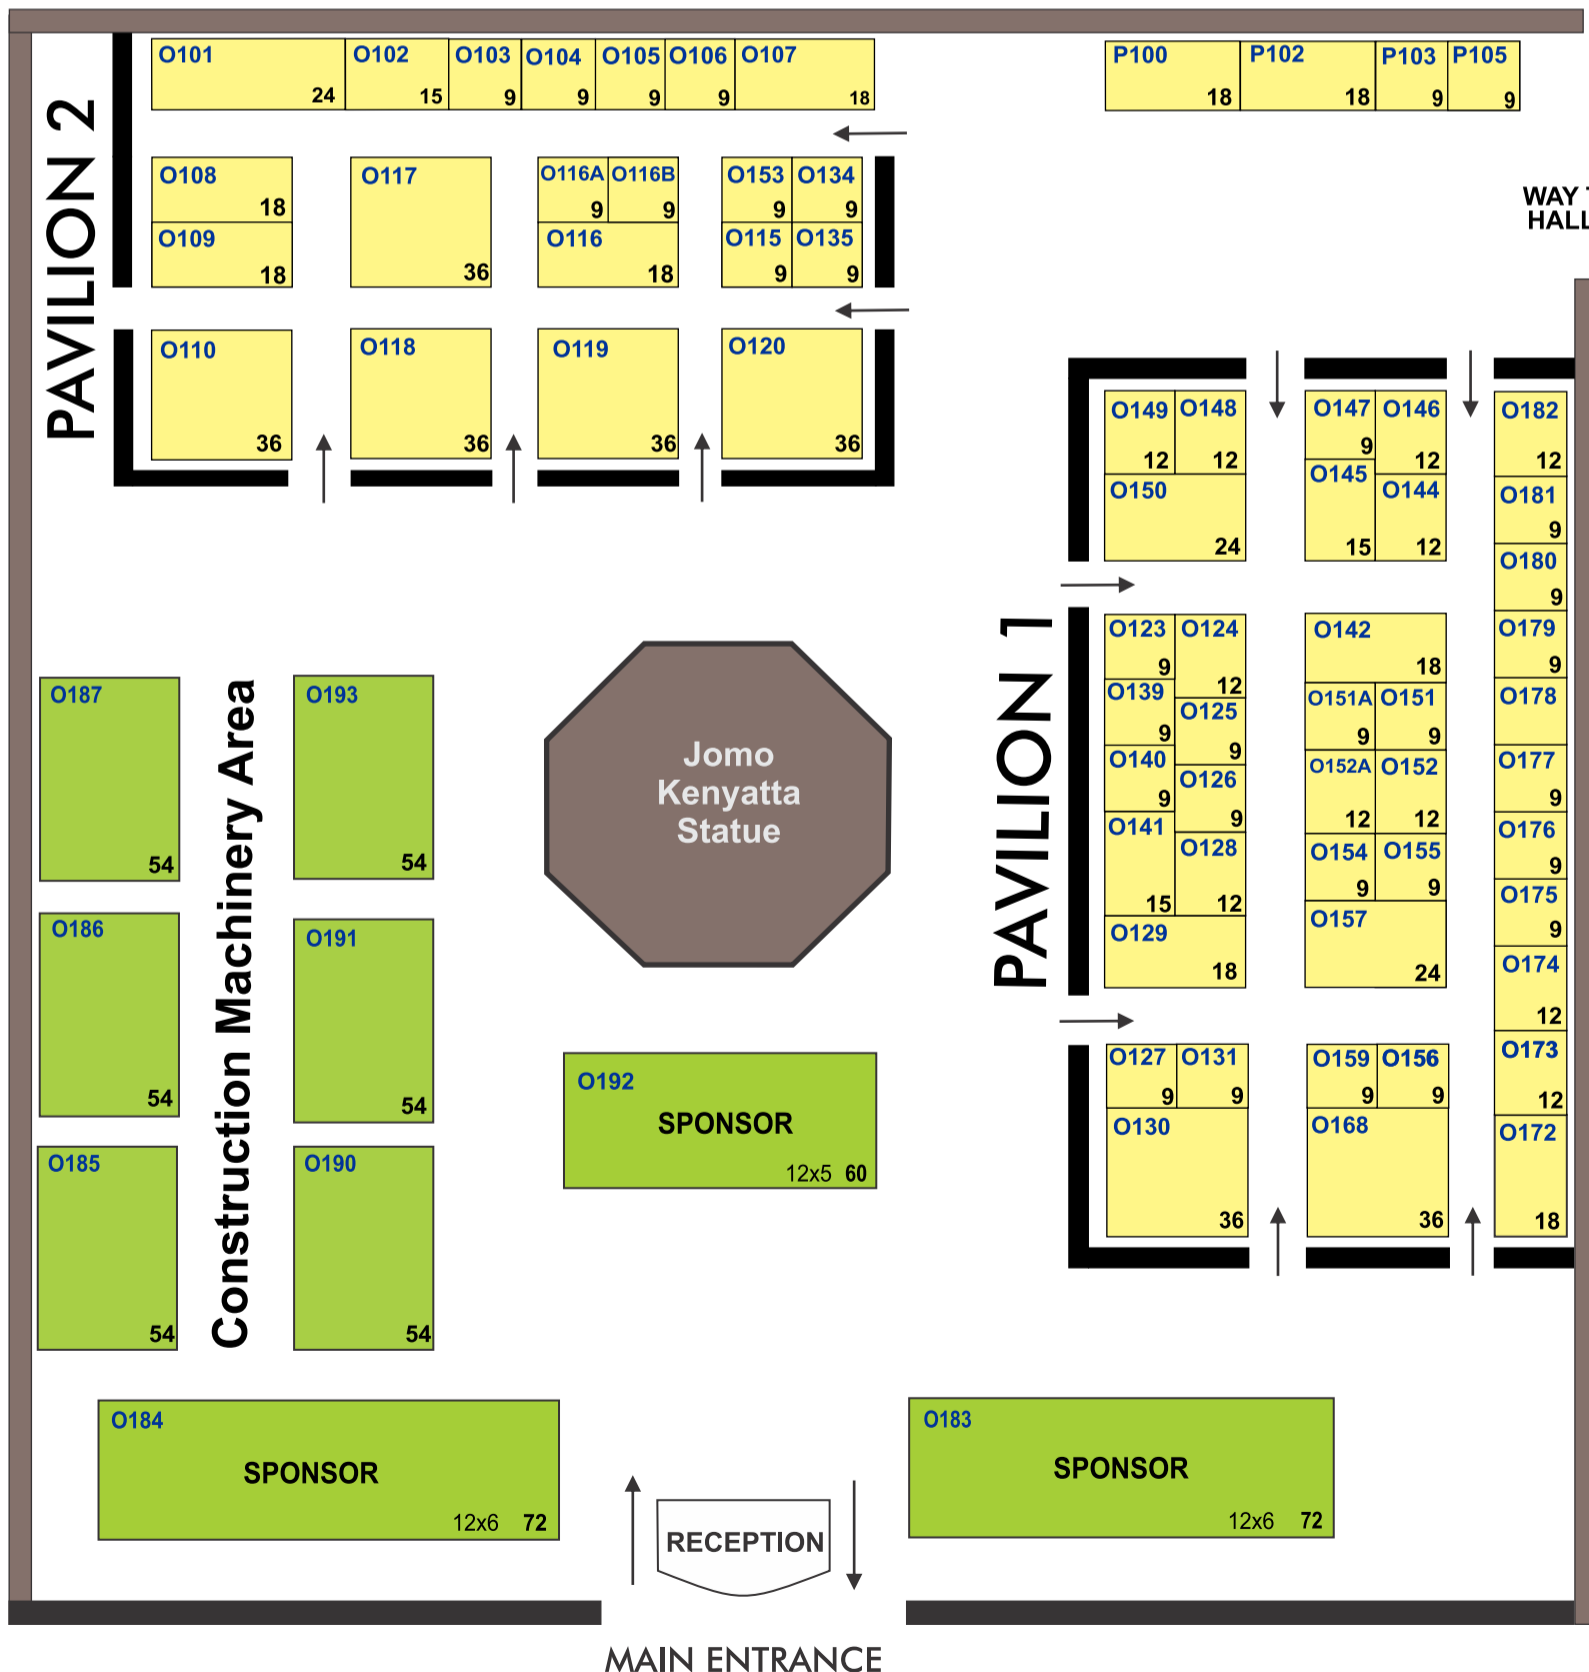 O101 24
O102 15
O103 9
O104 9
O105 9
O106 9
O107 18
P100 18
P102 18
P103 9
P105 9
PAVILION 2
O108 18
O109 18
O117 36
O116A 9
O116B 9
O116 18
O153 9
O134 9
O115 9
O135 9
WAY
HALL
O110 36
O118 36
O119 36
O120 36
O149 12
O148 12
O150 24
O147 9
O146 12
O145 15
O144 12
O182 12
O181 9
O180 9
O179 9
O178
O177 9
O176 9
O175 9
O174 12
O173 12
O172 18
PAVILION 1
O123 9
O124 12
O139 9
O125 9
O140 9
O126 9
O141 15
O128 12
O129 18
O142 18
O151A 9
O151 9
O152A 12
O152 12
O154 9
O155 9
O157 24
O127 9
O131 9
O130 36
O159 9
O156 9
O168 36
Construction Machinery Area
O187 54
O193 54
O186 54
O191 54
O185 54
O190 54
Jomo
Kenyatta
Statue
O192
SPONSOR
12x5 60
O184
SPONSOR
12x6 72
O183
SPONSOR
12x6 72
RECEPTION
MAIN ENTRANCE